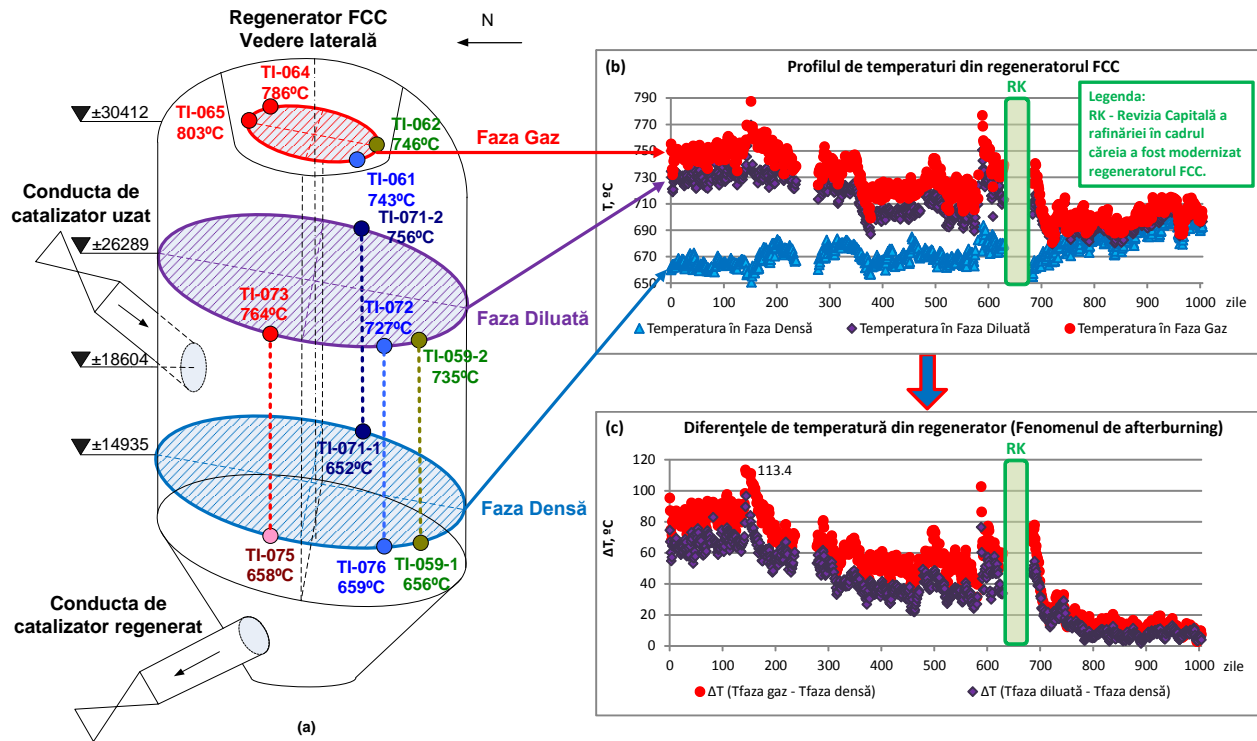 Regenerator FCC
Vedere laterală
N
TI-064
786ºC
TI-065
803ºC
TI-062
746ºC
TI-061
743ºC
±30412
Faza Gaz
Conducta de
catalizator uzat
±26289
TI-071-2
756ºC
TI-073
764ºC
TI-072
727ºC
TI-059-2
735ºC
Faza Diluată
±18604
±14935
TI-071-1
652ºC
Faza Densă
TI-075
658ºC
TI-076
659ºC
TI-059-1
656ºC
Conducta de
catalizator regenerat
(a)
(b)
Profilul de temperaturi din regeneratorul FCC
RK
Legenda:
RK - Revizia Capitală a
rafinăriei în cadrul
căreia a fost modernizat
regeneratorul FCC.
T, ºC
790
770
750
730
710
690
670
650
0 100 200 300 400 500 600 700 800 900 1000 zile
Temperatura în Faza Densă Temperatura în Faza Diluată Temperatura în Faza Gaz
(c)
Diferențele de temperatură din regenerator (Fenomenul de afterburning)
RK
113.4
ΔT, ºC
120
100
80
60
40
20
0
0 100 200 300 400 500 600 700 800 900 1000 zile
ΔT (Tfaza gaz - Tfaza densă) ΔT (Tfaza diluată - Tfaza densă)